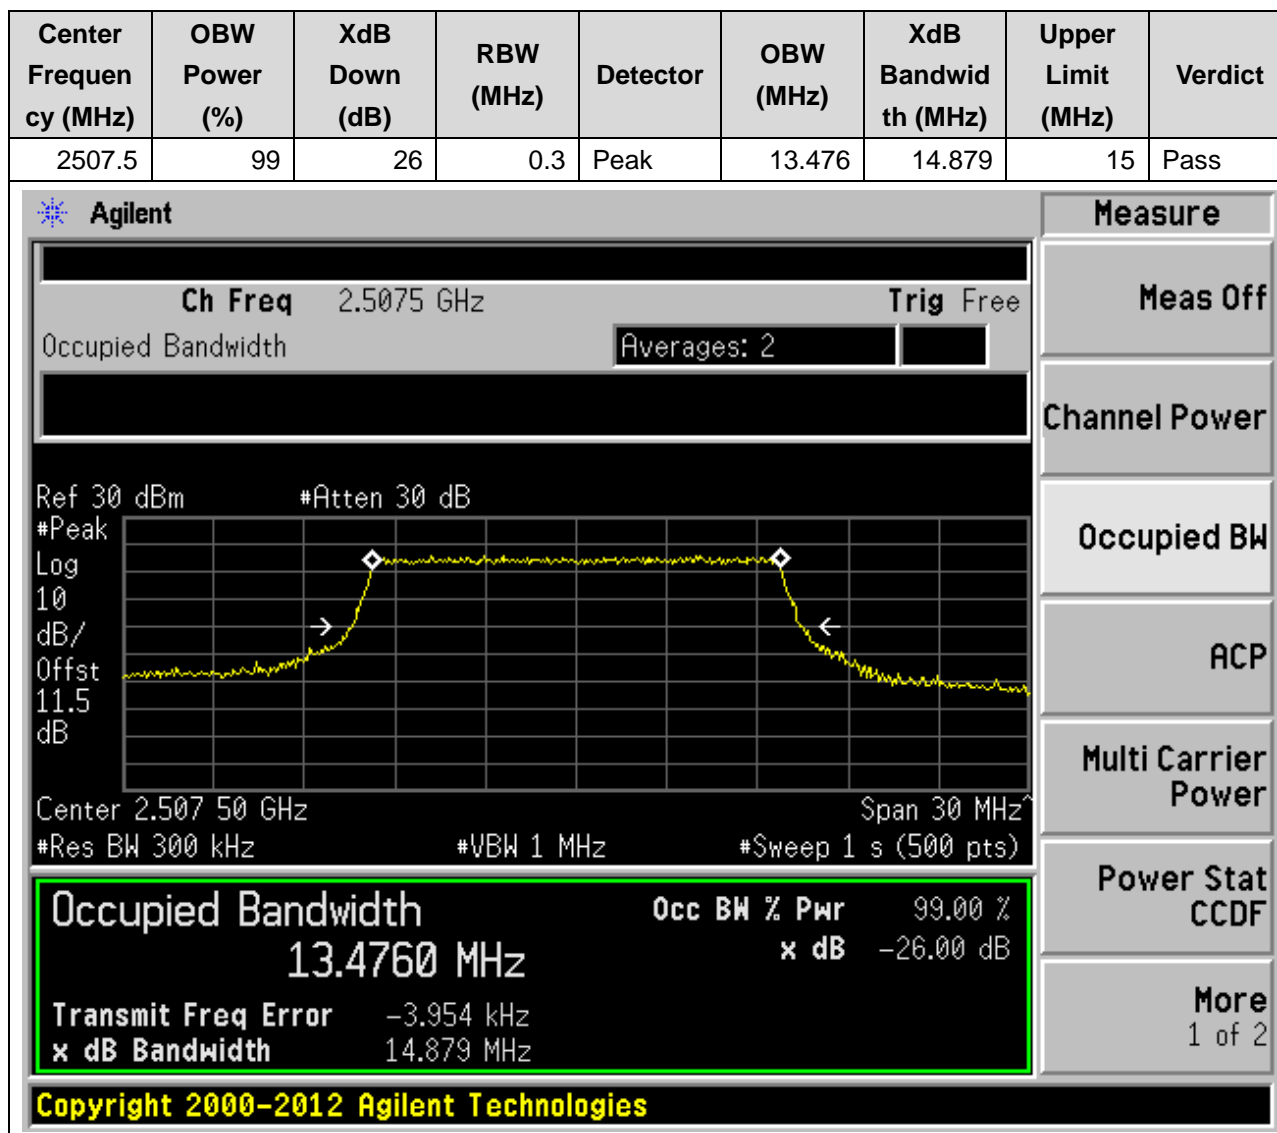 Center Frequen cy (MHz) OBW Power (%) XdB Down (dB) RBW (MHz) Detector OBW (MHz) XdB Bandwid th (MHz) Upper Limit (MHz) Verdict
2507.5 99 26 0.3 Peak 13.476 14.879 15 Pass
Agilent
Measure
Ch Freq 2.5075 GHz Trig Free
Meas Off
Occupied Bandwidth Averages: 2
Channel Power
Ref 30 dBm #Atten 30 dB
#Peak
Log
10
dB/
Offst
11.5
dB
Occupied BW
ACP
Multi Carrier
Power
Center 2.507 50 GHz Span 30 MHz^
#Res BW 300 kHz #VBW 1 MHz #Sweep 1 s (500 pts)
Power Stat
CCDF
Occupied Bandwidth Occ BW % Pwr 99.00 %
13.4760 MHz x dB -26.00 dB
Transmit Freq Error -3.954 kHz
x dB Bandwidth 14.879 MHz
More
1 of 2
Copyright 2000-2012 Agilent Technologies